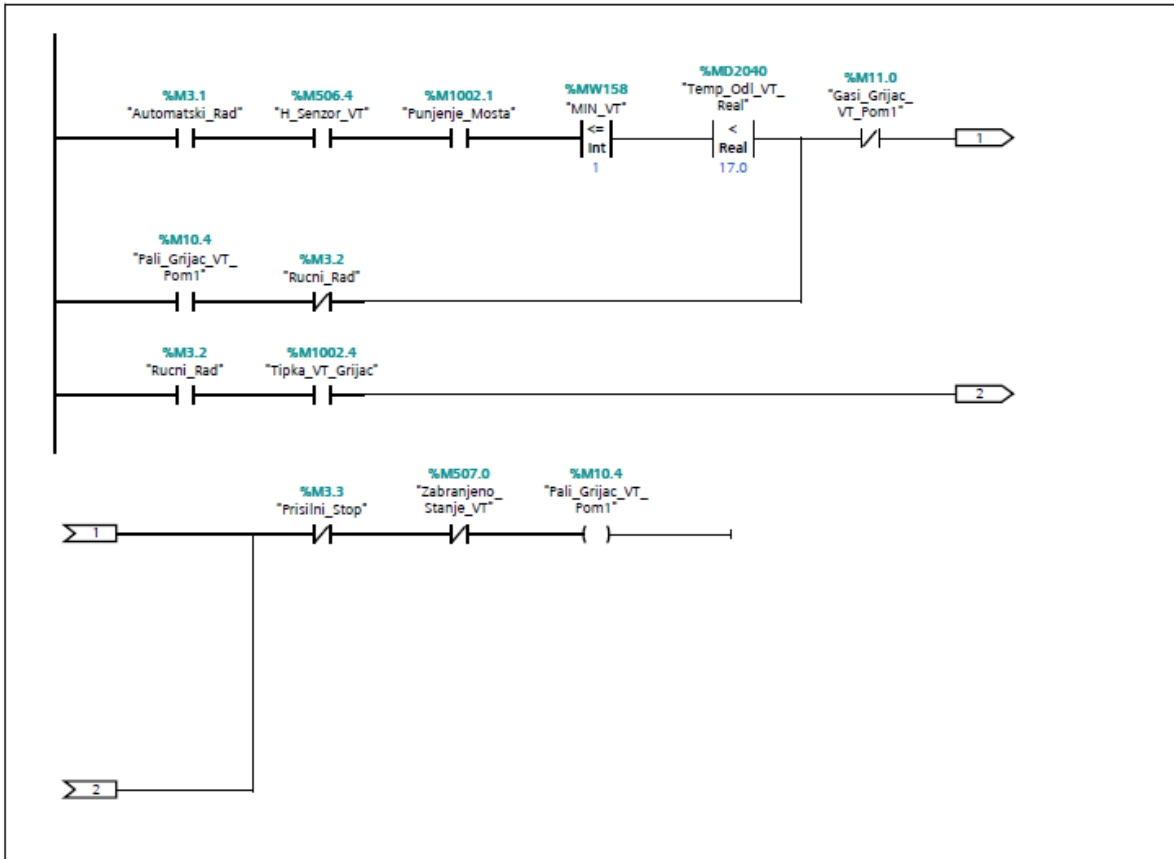 %M3.1
"Automatski_Rad"
%M506.4
"H_Senzor_VT"
%M1002.1
"Punjenje_Mosta"
%MW158
"MIN_VT"
<=
Int
1
%MD2040
"Temp_Odl_VT_
Real"
<
Real
17.0
%M11.0
"Gasi_Grijac_
VT_Pom1"
1
%M10.4
"Pali_Grijac_VT_
Pom1"
%M3.2
"Rucni_Rad"
%M3.2
"Rucni_Rad"
%M1002.4
"Tipka_VT_Grijac"
2
1
%M3.3
"Prisilni_Stop"
%M507.0
"Zabranjeno_
Stanje_VT"
%M10.4
"Pali_Grijac_VT_
Pom1"
2